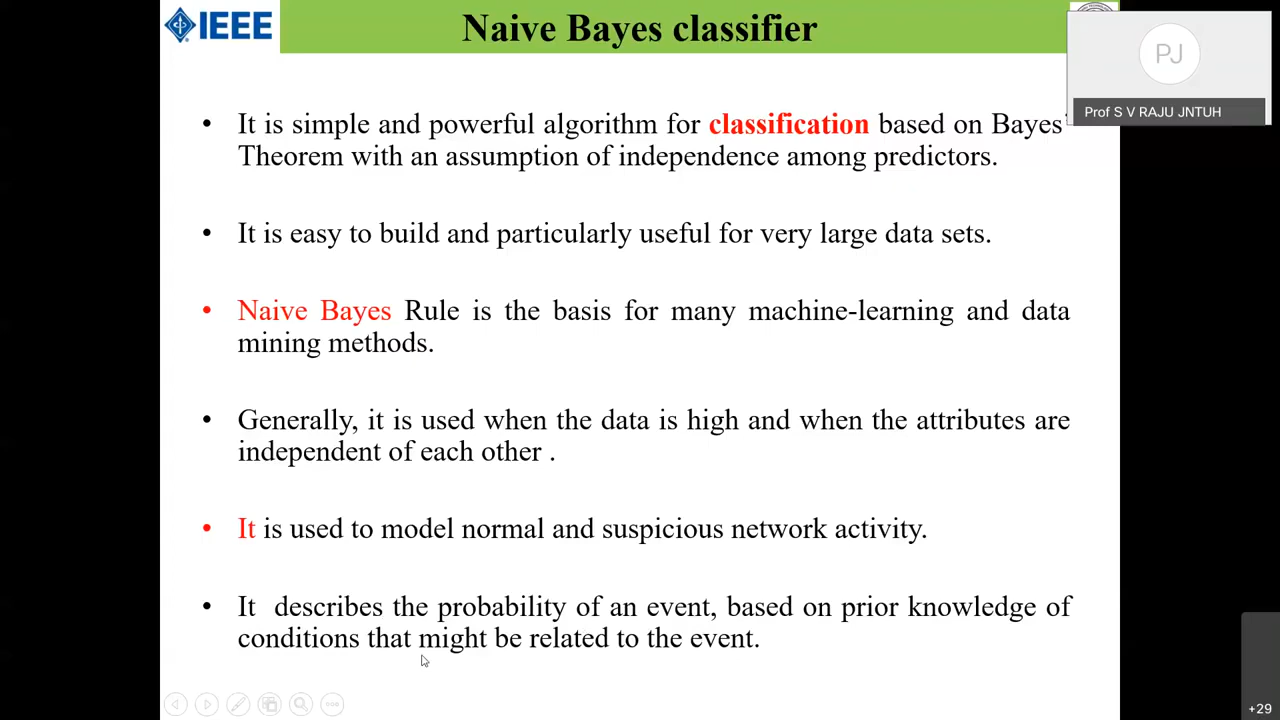 IEEE
Naive Bayes classifier
PJ
Prof S V RAJU JNTUH
• It is simple and powerful algorithm for classification based on Bayes'
Theorem with an assumption of independence among predictors.
• It is easy to build and particularly useful for very large data sets.
• Naive Bayes Rule is the basis for many machine-learning and data
mining methods.
• Generally, it is used when the data is high and when the attributes are
independent of each other .
• It is used to model normal and suspicious network activity.
• It describes the probability of an event, based on prior knowledge of
conditions that might be related to the event.
+29